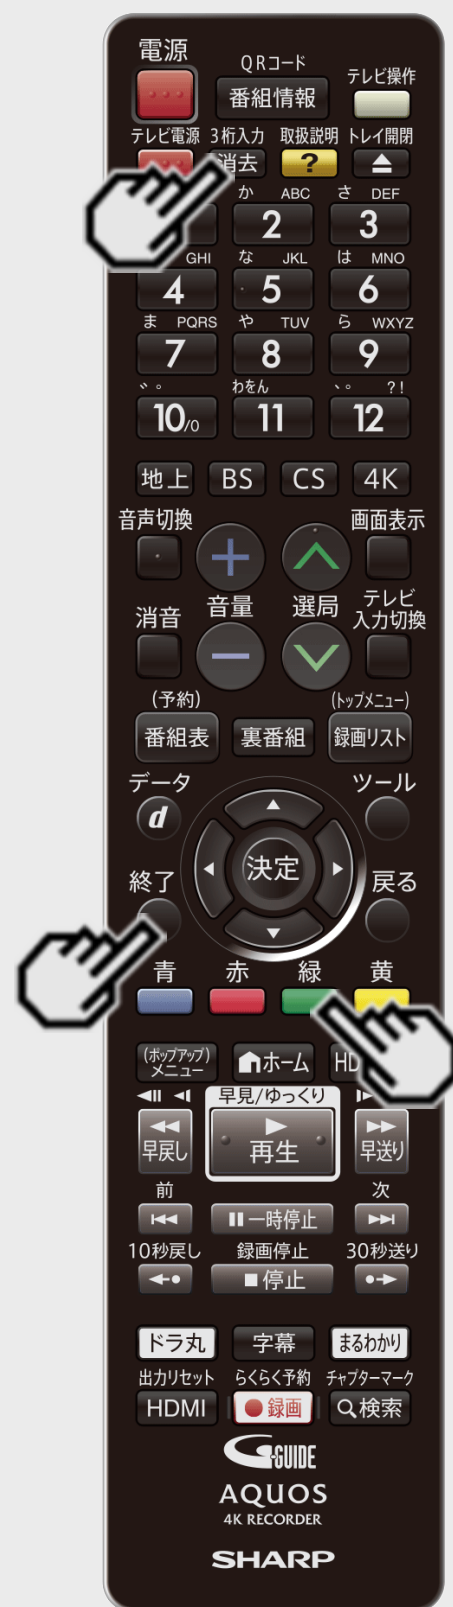 電源
QRコード
番組情報
テレビ操作
テレビ電源 3桁入力 取扱説明 トレイ開閉
消去 ?
か ABC さ DEF
2 3
GHI な JKL は MNO
4 5 6
ま PQRS や TUV ら WXYZ
7 8 9
゛゜ わをん 、。 ?!
10/0 11 12
地上 BS CS 4K
音声切換 画面表示
消音 音量 選局 テレビ
入力切換
(予約) (トップメニュー)
番組表 裏番組 録画リスト
データ ツール
d
決定
終了 戻る
青 赤 緑 黄
(ポップアップ)
メニュー ホーム HD
早見/ゆっくり
早戻し 再生 早送り
前 次
一時停止
10秒戻し 録画停止 30秒送り
停止
ドラ丸 字幕 まるわかり
出力リセット らくらく予約 チャプターマーク
HDMI 録画 検索
G-GUIDE
AQUOS
4K RECORDER
SHARP